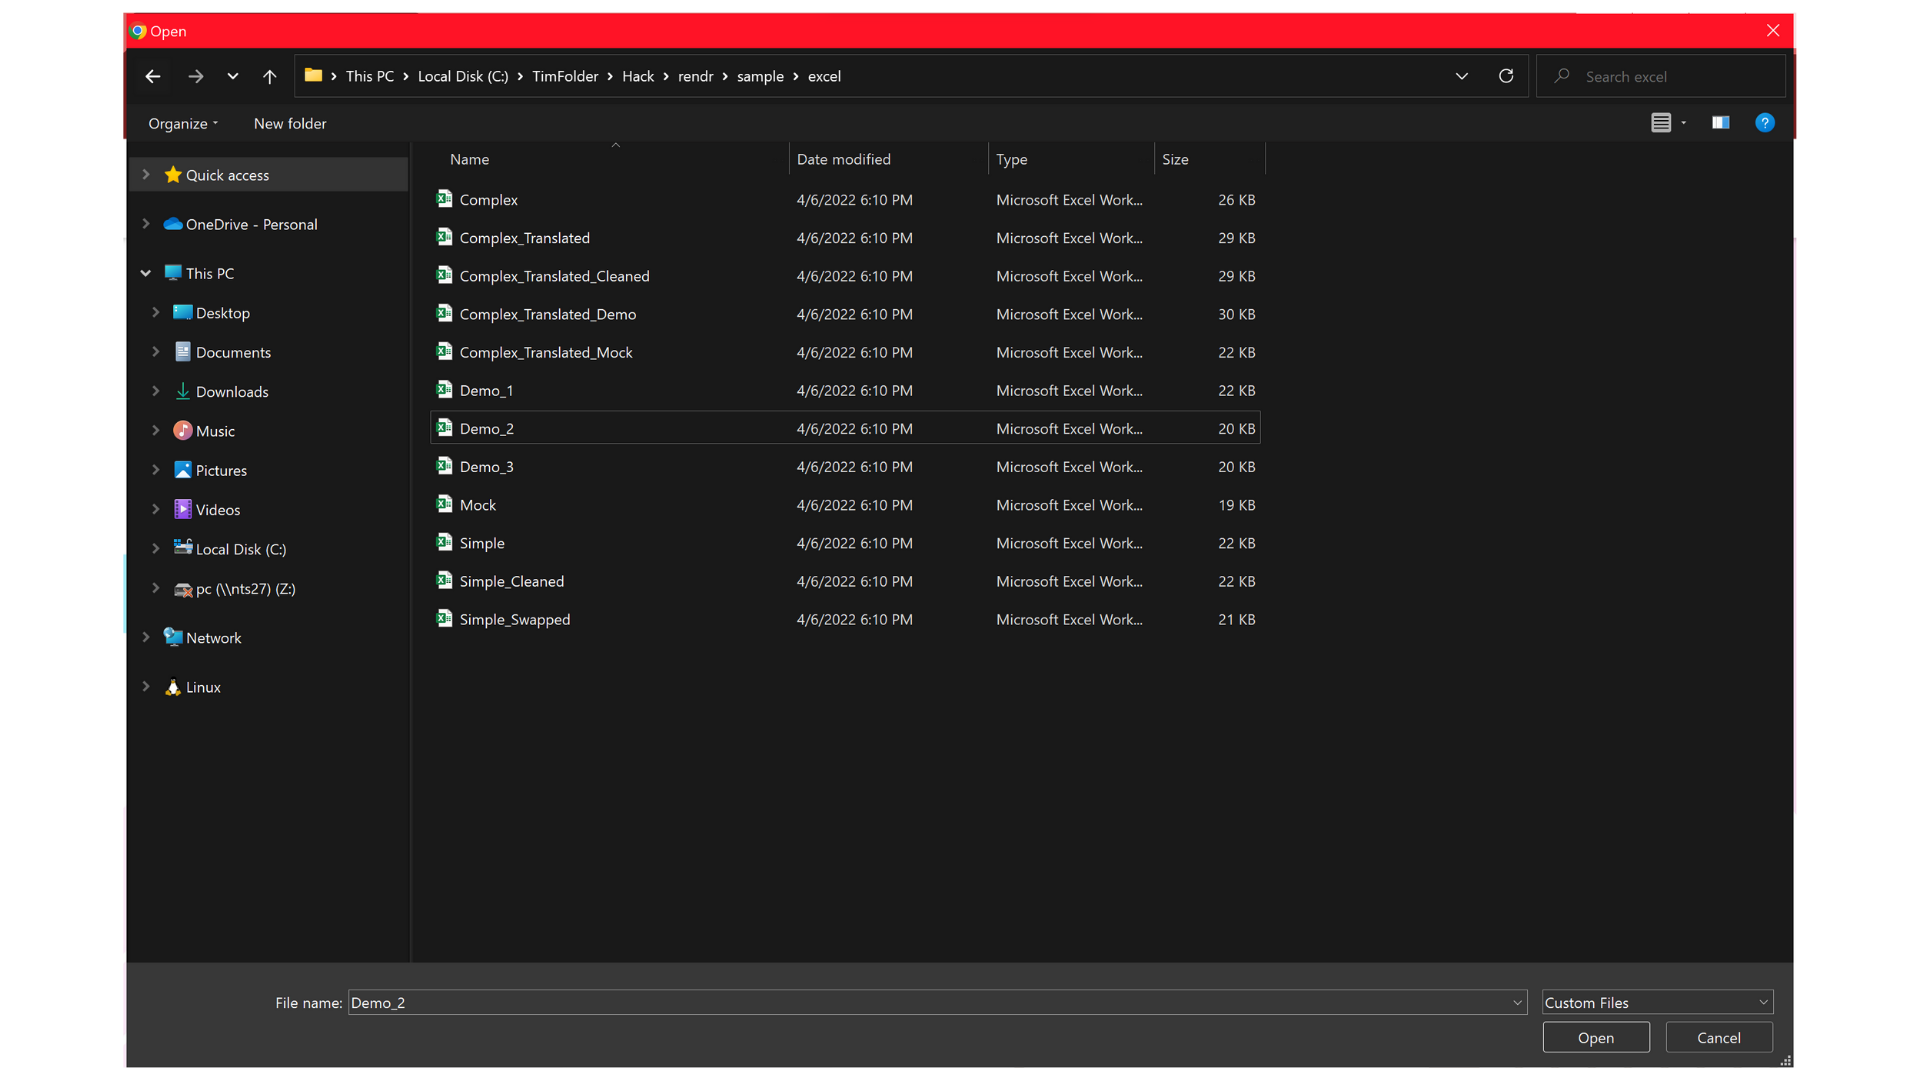 Open
This PC > Local Disk (C:) > TimFolder > Hack > rendr > sample > excel
Search excel
Organize
New folder
Quick access
OneDrive - Personal
This PC
Desktop
Documents
Downloads
Music
Pictures
Videos
Local Disk (C:)
pc (\\nts27) (Z:)
Network
Linux
Name Date modified Type Size
Complex 4/6/2022 6:10 PM Microsoft Excel Work... 26 KB
Complex_Translated 4/6/2022 6:10 PM Microsoft Excel Work... 29 KB
Complex_Translated_Cleaned 4/6/2022 6:10 PM Microsoft Excel Work... 29 KB
Complex_Translated_Demo 4/6/2022 6:10 PM Microsoft Excel Work... 30 KB
Complex_Translated_Mock 4/6/2022 6:10 PM Microsoft Excel Work... 22 KB
Demo_1 4/6/2022 6:10 PM Microsoft Excel Work... 22 KB
Demo_2 4/6/2022 6:10 PM Microsoft Excel Work... 20 KB
Demo_3 4/6/2022 6:10 PM Microsoft Excel Work... 20 KB
Mock 4/6/2022 6:10 PM Microsoft Excel Work... 19 KB
Simple 4/6/2022 6:10 PM Microsoft Excel Work... 22 KB
Simple_Cleaned 4/6/2022 6:10 PM Microsoft Excel Work... 22 KB
Simple_Swapped 4/6/2022 6:10 PM Microsoft Excel Work... 21 KB
File name: Demo_2
Custom Files
Open
Cancel